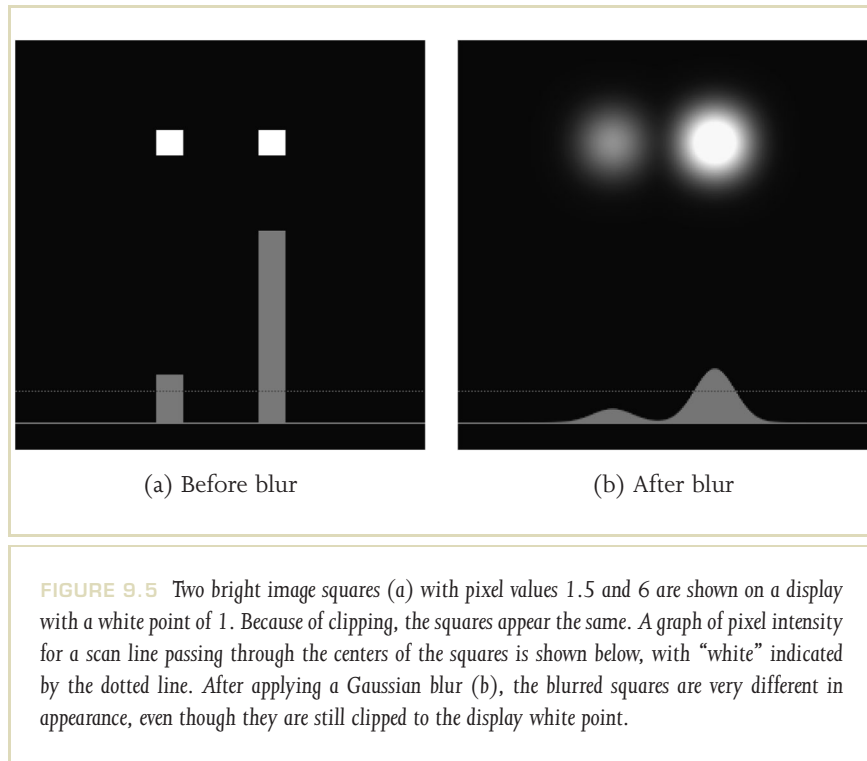 (a) Before blur
(b) After blur
FIGURE 9.5 Two bright image squares (a) with pixel values 1.5 and 6 are shown on a display
with a white point of 1. Because of clipping, the squares appear the same. A graph of pixel intensity
for a scan line passing through the centers of the squares is shown below, with “white” indicated
by the dotted line. After applying a Gaussian blur (b), the blurred squares are very different in
appearance, even though they are still clipped to the display white point.